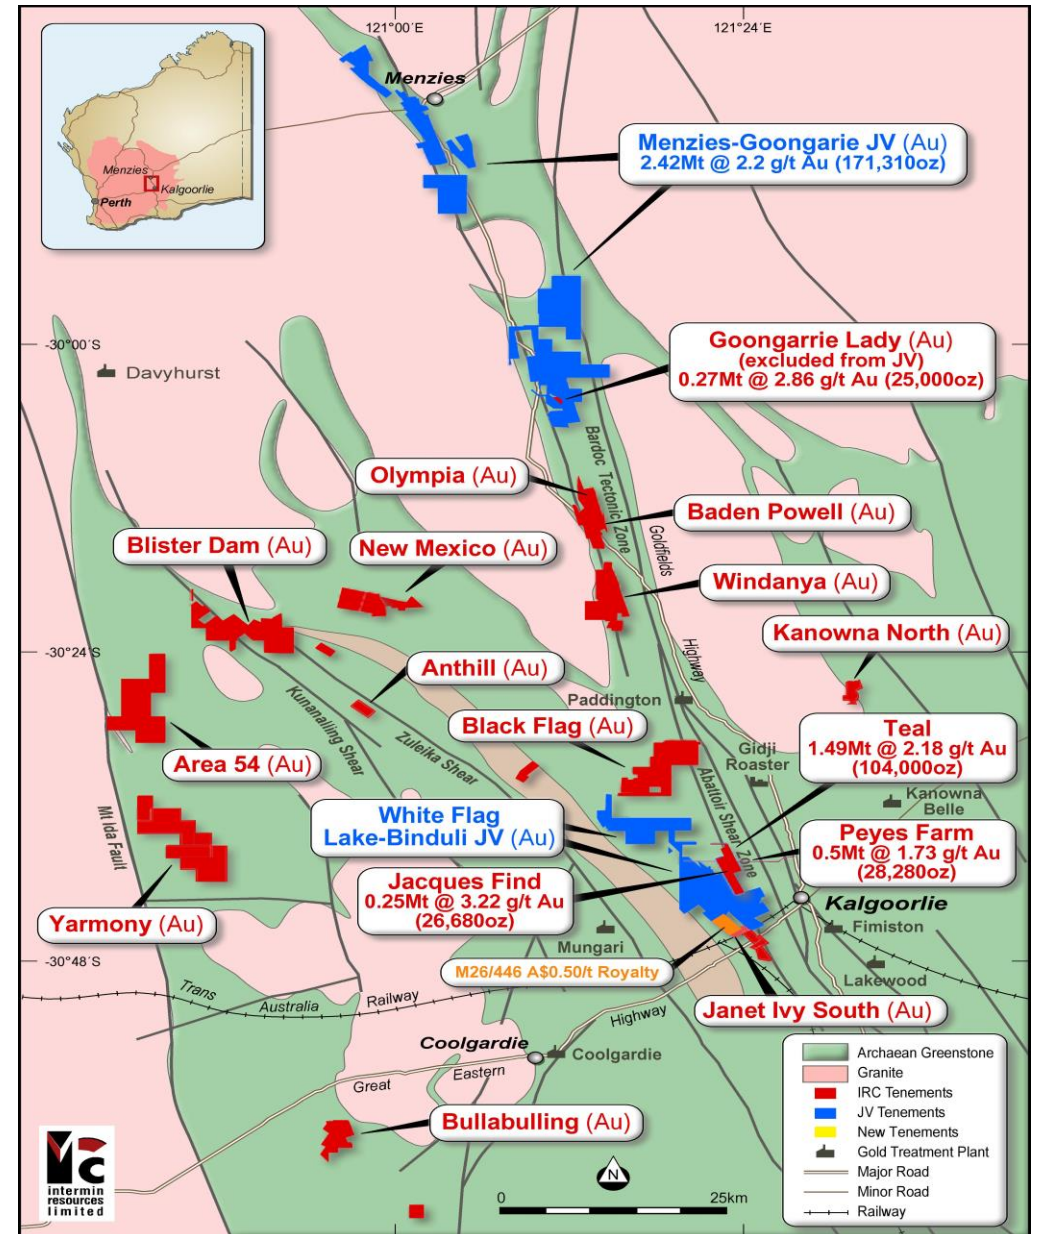 121°00´E
121°24´E
Menzies
Menzies
Kalgoorlie
Perth
Menzies-Goongarie JV (Au)
2.42Mt @ 2.2 g/t Au (171,310oz)
-30°00´S
Davyhurst
Goongarrie Lady (Au)
(excluded from JV)
0.27Mt @ 2.86 g/t Au (25,000oz)
Bardoc Tectonic Zone
Olympia (Au)
Baden Powell (Au)
Goldfields
Highway
Blister Dam (Au)
New Mexico (Au)
Windanya (Au)
Kanowna North (Au)
-30°24´S
Anthill (Au)
Paddington
Kunanalling Shear
Zuleika Shear
Black Flag (Au)
Teal
1.49Mt @ 2.18 g/t Au
(104,000oz)
Area 54 (Au)
Gidji
Roaster
Abattoir Shear Zone
Kanowna
Belle
Mt Ida Fault
White Flag
Lake-Binduli JV (Au)
Peyes Farm
0.5Mt @ 1.73 g/t Au
(28,280oz)
Jacques Find
0.25Mt @ 3.22 g/t Au
(26,680oz)
Kalgoorlie
Yarmony (Au)
Mungari
Fimiston
-30°48´S
M26/446 A$0.50/t Royalty
Lakewood
Trans
Australia
Railway
Janet Ivy South (Au)
Highway
Coolgardie
Coolgardie
Great
Eastern
Bullabulling (Au)
Archaean Greenstone
Granite
IRC Tenements
JV Tenements
New Tenements
Gold Treatment Plant
Major Road
Minor Road
Railway
N
0
25km
intermin
resources
limited